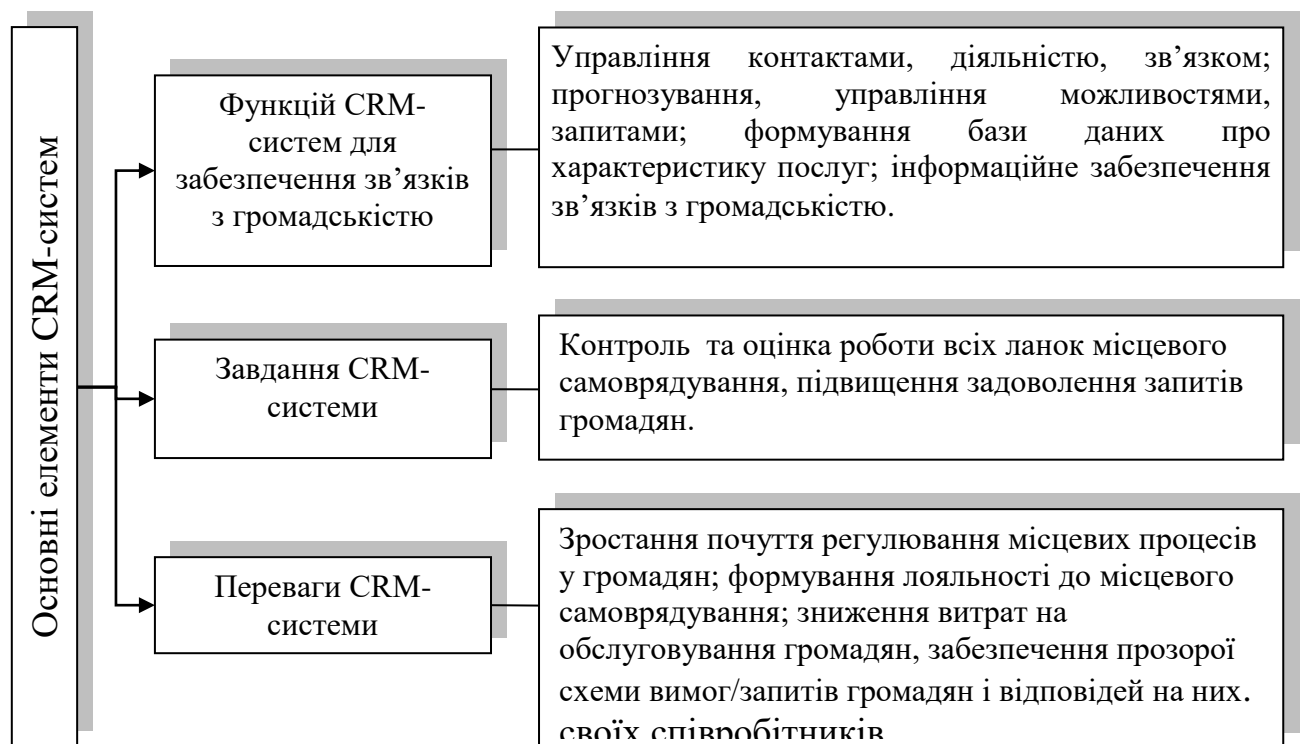 Основні елементи CRM-систем
Функцій CRM-
систем для
забезпечення зв’язків
з громадськістю
Управління контактами, діяльністю, зв’язком;
прогнозування, управління можливостями,
запитами; формування бази даних про
характеристику послуг; інформаційне забезпечення
зв’язків з громадськістю.
Завдання CRM-
системи
Контроль та оцінка роботи всіх ланок місцевого
самоврядування, підвищення задоволення запитів
громадян.
Переваги CRM-
системи
Зростання почуття регулювання місцевих процесів
у громадян; формування лояльності до місцевого
самоврядування; зниження витрат на
обслуговування громадян, забезпечення прозорої
схеми вимог/запитів громадян і відповідей на них.
своїх співробітників